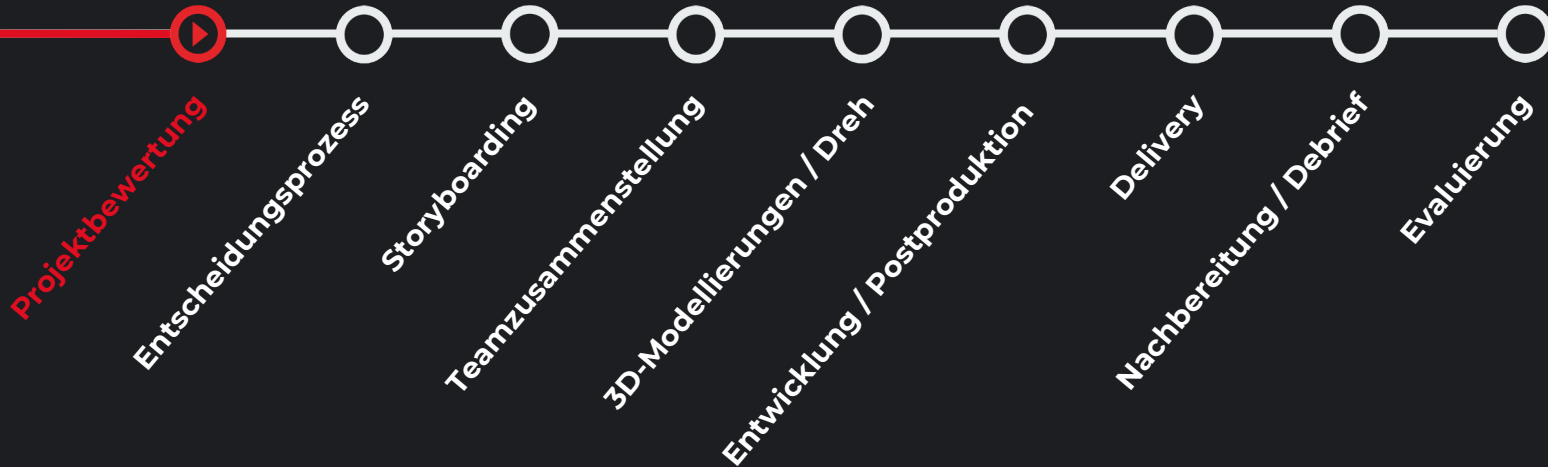 Projektbewertung
Entscheidungsprozess
Storyboarding
Teamzusammenstellung
3D-Modellierungen / Dreh
Entwicklung / Postproduktion
Delivery
Nachbereitung / Debrief
Evaluierung